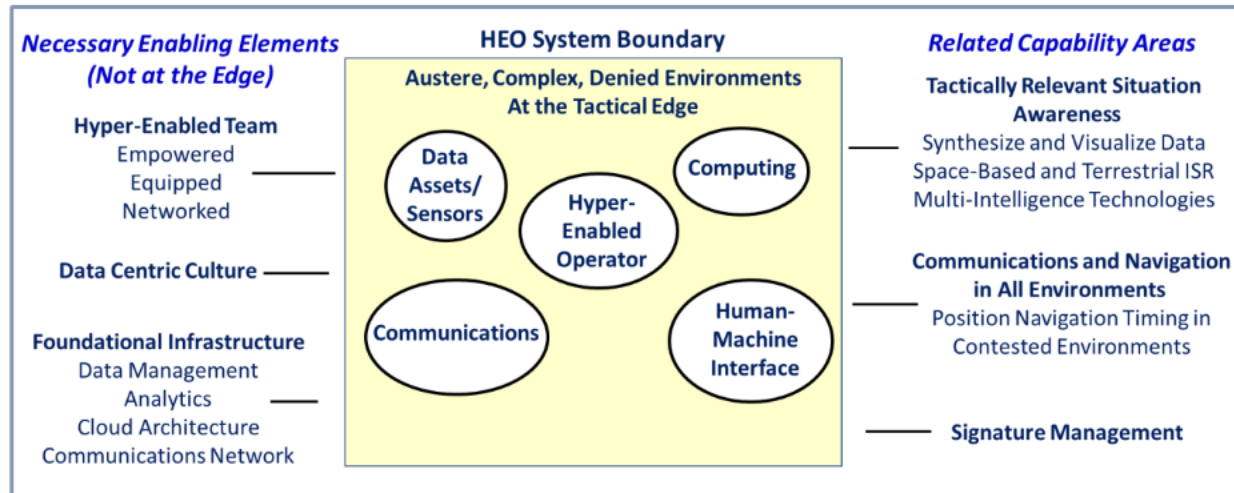 Necessary Enabling Elements
(Not at the Edge)
Hyper-Enabled Team
Empowered
Equipped
Networked
Data Centric Culture
Foundational Infrastructure
Data Management
Analytics
Cloud Architecture
Communications Network
HEO System Boundary
Austere, Complex, Denied Environments
At the Tactical Edge
Data
Assets/
Sensors
Computing
Hyper-
Enabled
Operator
Communications
Human-
Machine
Interface
Related Capability Areas
Tactically Relevant Situation
Awareness
Synthesize and Visualize Data
Space-Based and Terrestrial ISR
Multi-Intelligence Technologies
Communications and Navigation
in All Environments
Position Navigation Timing in
Contested Environments
Signature Management